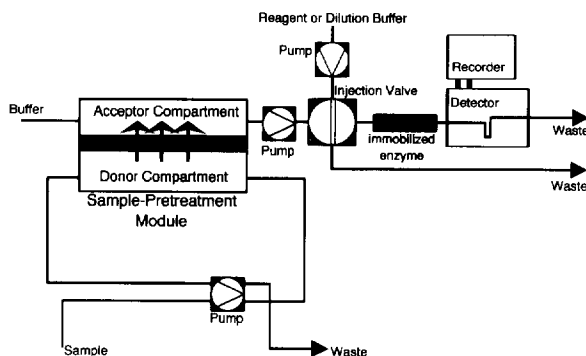 Reagent or Dilution Buffer
Pump
Recorder
Injection Valve
Buffer
Acceptor Compartment
Detector
Pump
immobilized
enzyme
Waste
Donor Compartment
Waste
Sample-Pretreatment
Module
Pump
Sample
Waste